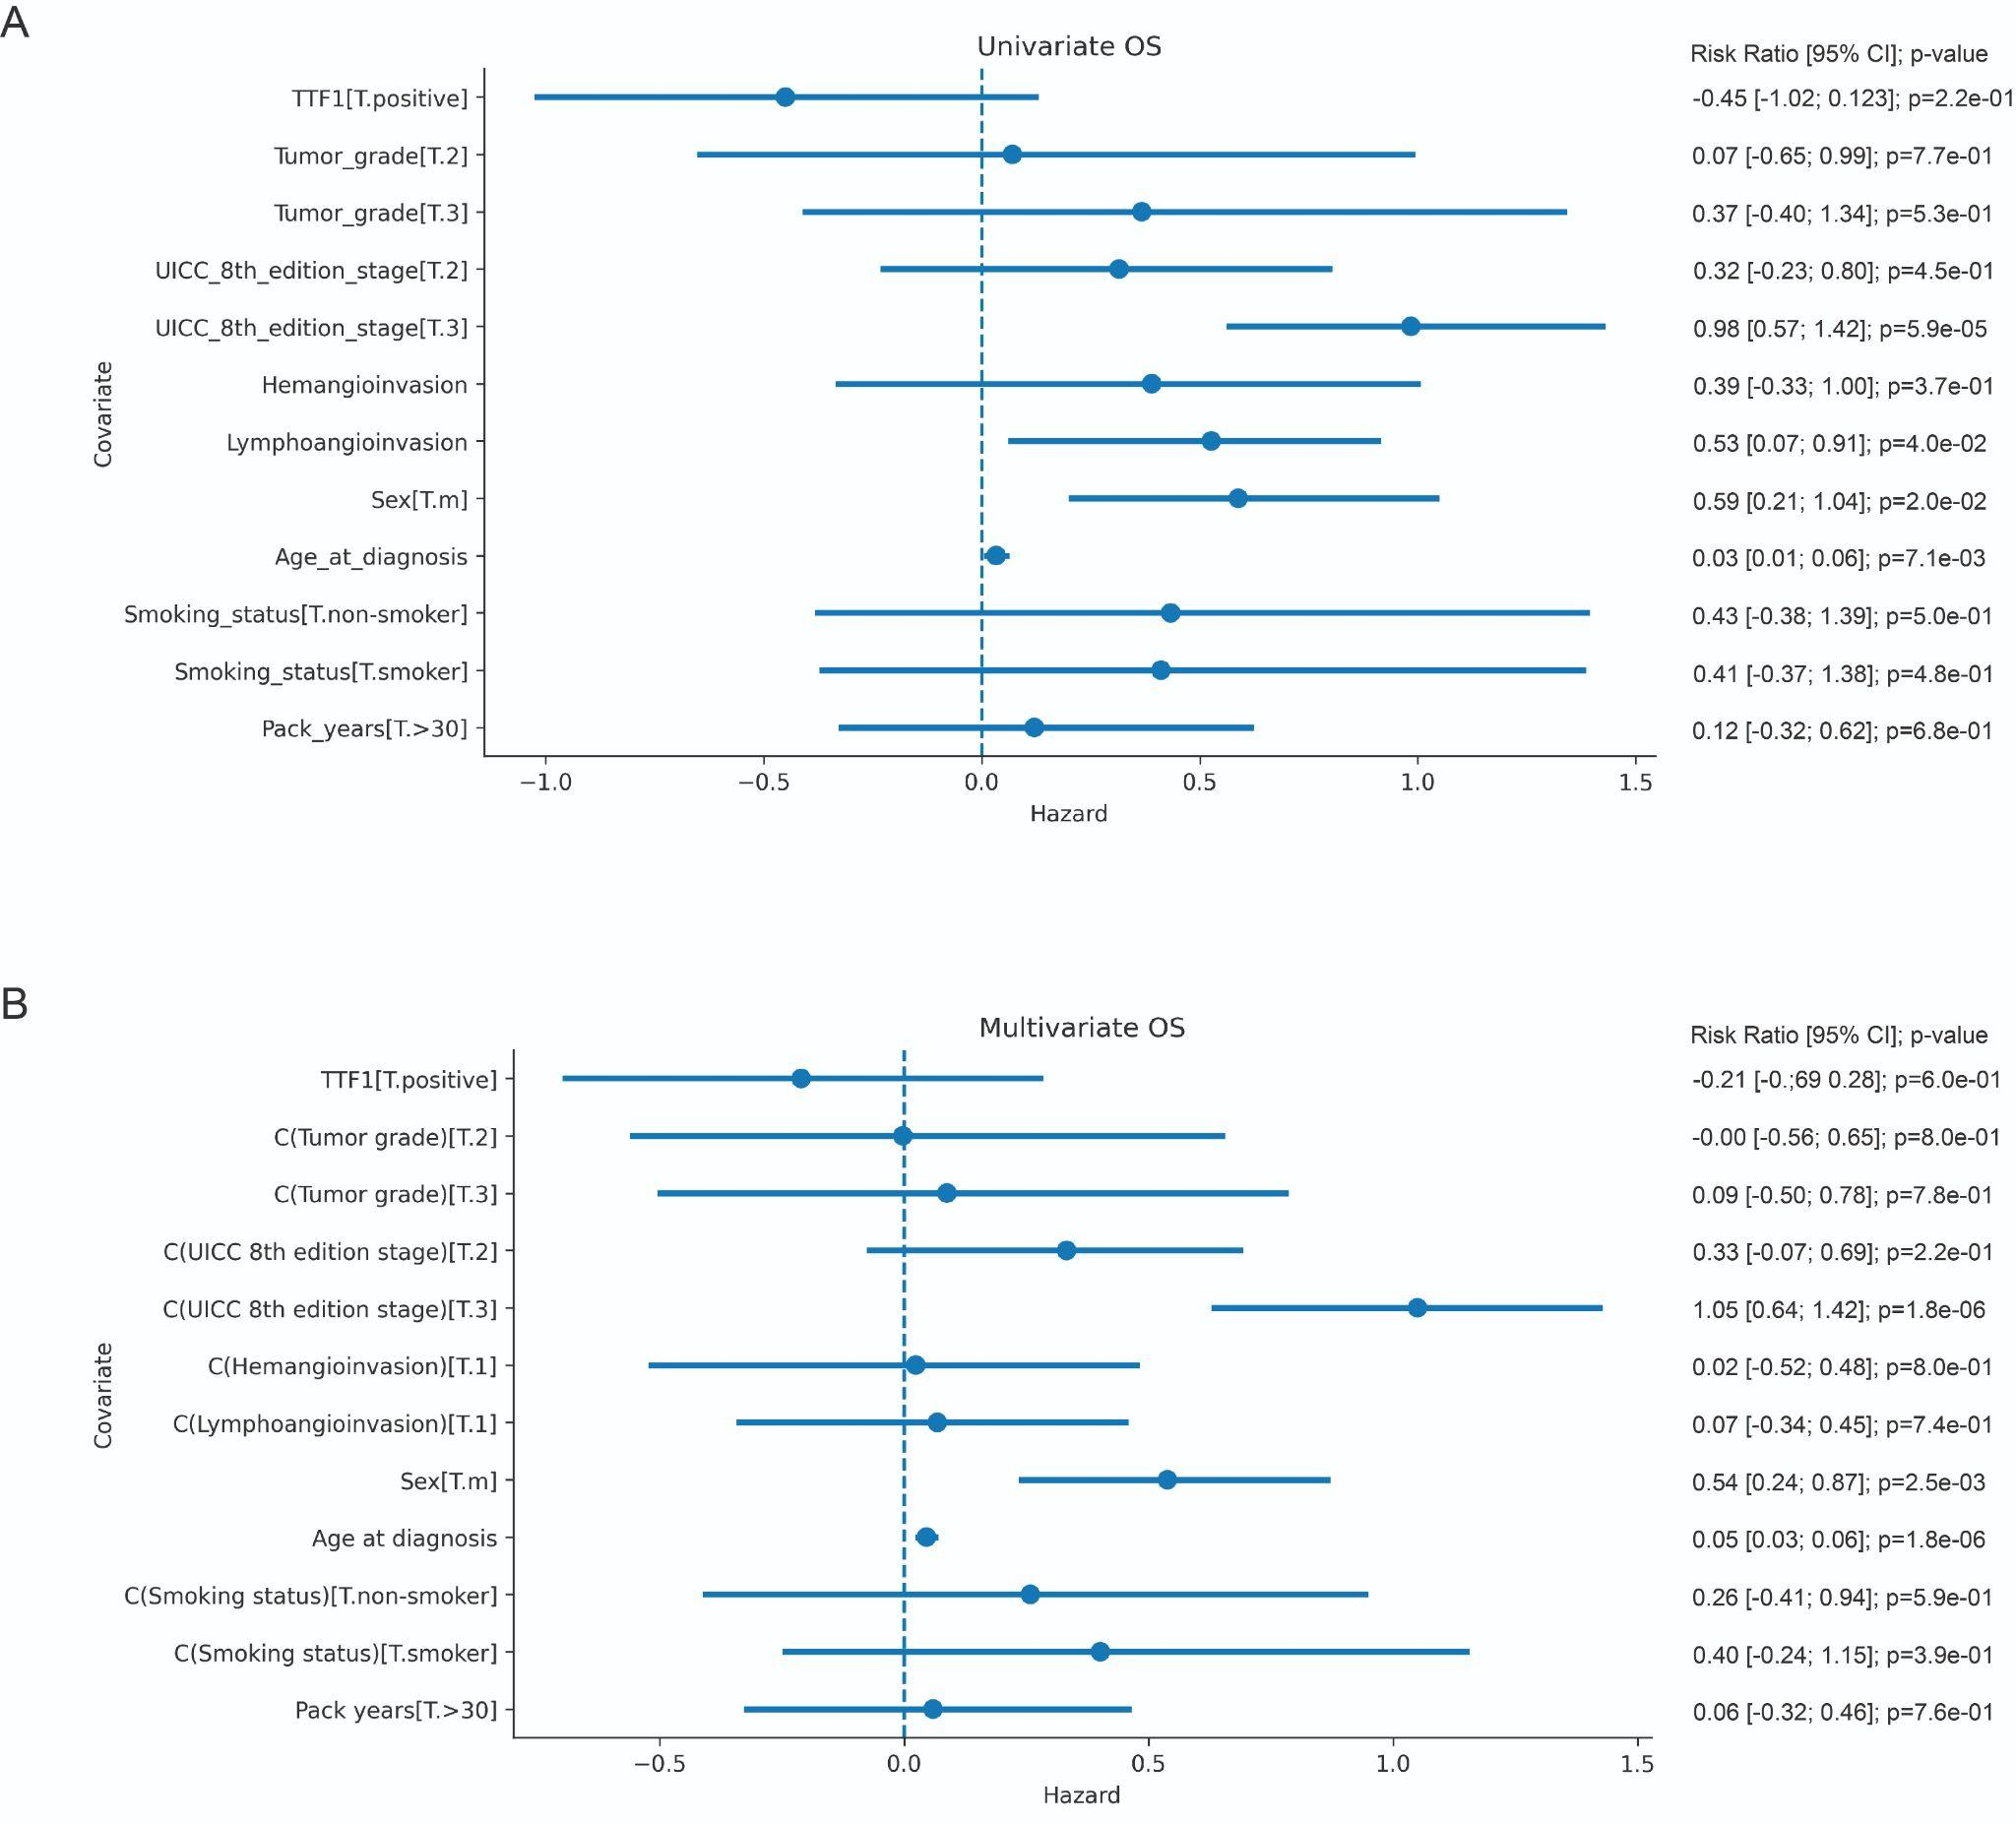 A
Univariate OS
Risk Ratio [95% CI]; p-value
TTF1[T.positive]
-0.45 [-1.02; 0.123]; p=2.2e-01
Tumor_grade[T.2]
0.07 [-0.65; 0.99]; p=7.7e-01
Tumor_grade[T.3]
0.37 [-0.40; 1.34]; p=5.3e-01
UICC_8th_edition_stage[T.2]
0.32 [-0.23; 0.80]; p=4.5e-01
UICC_8th_edition_stage[T.3]
0.98 [0.57; 1.42]; p=5.9e-05
Hemangioinvasion
0.39 [-0.33; 1.00]; p=3.7e-01
Covariate
Lymphoangioinvasion
0.53 [0.07; 0.91]; p=4.0e-02
Sex[T.m]
0.59 [0.21; 1.04]; p=2.0e-02
Age_at_diagnosis
0.03 [0.01; 0.06]; p=7.1e-03
Smoking_status[T.non-smoker]
0.43 [-0.38; 1.39]; p=5.0e-01
Smoking_status[T.smoker]
0.41 [-0.37; 1.38]; p=4.8e-01
Pack_years[T.>30]
0.12 [-0.32; 0.62]; p=6.8e-01
−1.0 −0.5 0.0 0.5 1.0 1.5
Hazard
B
Multivariate OS
Risk Ratio [95% CI]; p-value
TTF1[T.positive]
-0.21 [-0.;69 0.28]; p=6.0e-01
C(Tumor grade)[T.2]
-0.00 [-0.56; 0.65]; p=8.0e-01
C(Tumor grade)[T.3]
0.09 [-0.50; 0.78]; p=7.8e-01
C(UICC 8th edition stage)[T.2]
0.33 [-0.07; 0.69]; p=2.2e-01
C(UICC 8th edition stage)[T.3]
1.05 [0.64; 1.42]; p=1.8e-06
C(Hemangioinvasion)[T.1]
0.02 [-0.52; 0.48]; p=8.0e-01
Covariate
C(Lymphoangioinvasion)[T.1]
0.07 [-0.34; 0.45]; p=7.4e-01
Sex[T.m]
0.54 [0.24; 0.87]; p=2.5e-03
Age at diagnosis
0.05 [0.03; 0.06]; p=1.8e-06
C(Smoking status)[T.non-smoker]
0.26 [-0.41; 0.94]; p=5.9e-01
C(Smoking status)[T.smoker]
0.40 [-0.24; 1.15]; p=3.9e-01
Pack years[T.>30]
0.06 [-0.32; 0.46]; p=7.6e-01
−0.5 0.0 0.5 1.0 1.5
Hazard